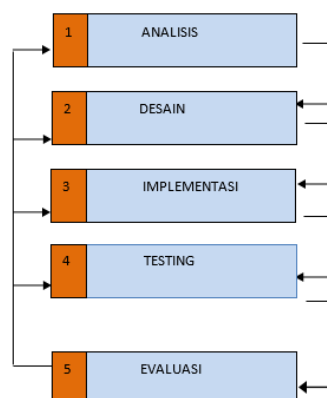 1 ANALISIS
2 DESAIN
3 IMPLEMENTASI
4 TESTING
5 EVALUASI